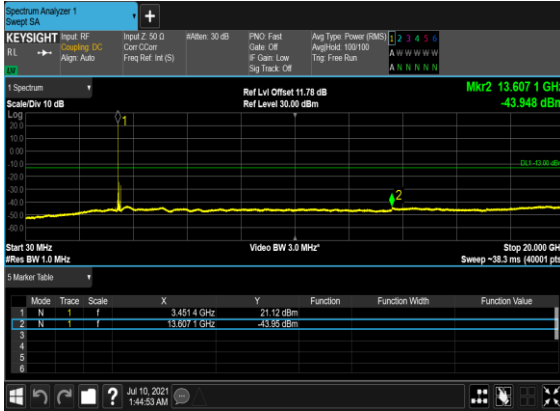 Spectrum Analyzer 1
Swept SA
+
KEYSIGHT
RL
Input: RF
Coupling: DC
Align: Auto
Input Z: 50 Ω
Corr CCorr
Freq Ref: Int (S)
#Atten: 30 dB
PNO: Fast
Gate: Off
IF Gain: Low
Sig Track: Off
Avg Type: Power (RMS)
Avg|Hold: 100/100
Trig: Free Run
1 2 3 4 5 6
A W W W W W
A N N N N N
1 Spectrum
Scale/Div 10 dB
Log
Ref Lvl Offset 11.78 dB
Ref Level 30.00 dBm
Mkr2 13.607 1 GHz
-43.948 dBm
20.0
10.0
0.00
-10.0
-20.0
-30.0
-40.0
-50.0
-60.0
1
DL1 -13.00 dBm
2
Start 30 MHz
#Res BW 1.0 MHz
Video BW 3.0 MHz*
Stop 20.000 GHz
Sweep ~38.3 ms (40001 pts)
5 Marker Table
Mode Trace Scale X Y Function Function Width Function Value
1 N 1 f 3.451 4 GHz 21.12 dBm
2 N 1 f 13.607 1 GHz -43.95 dBm
3
4
5
6
?
Jul 10, 2021
1:44:53 AM